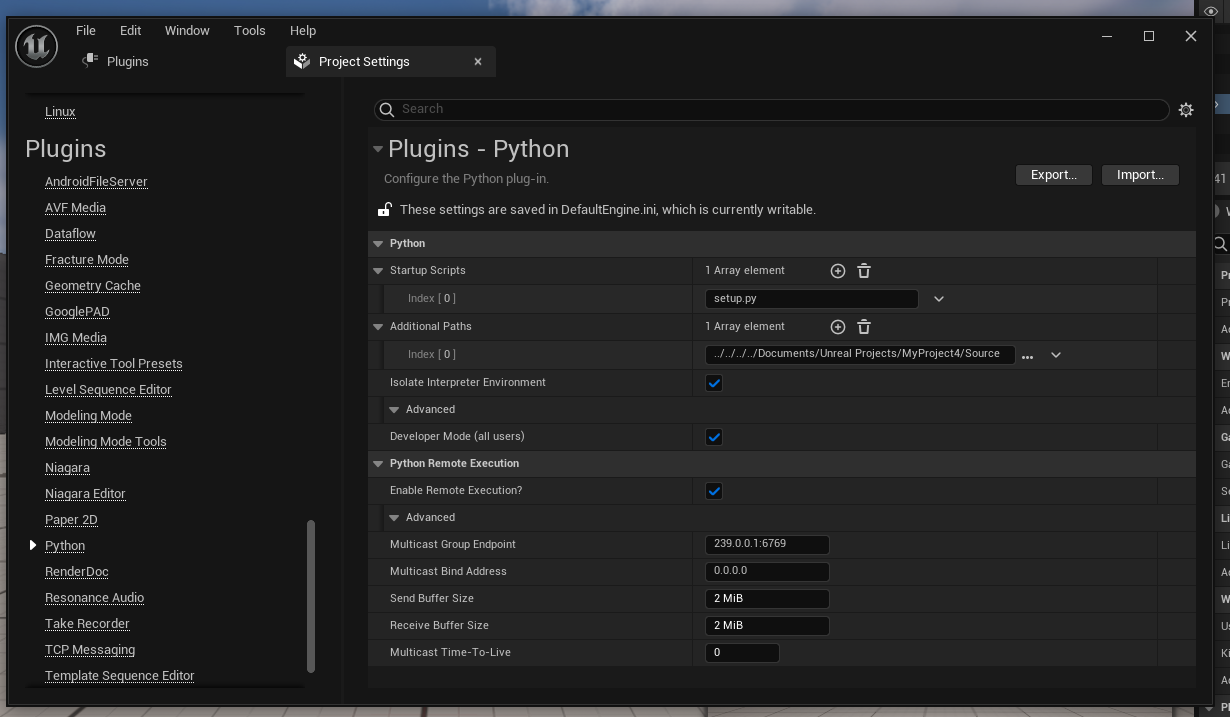 File Edit Window Tools Help
Plugins
Project Settings
Linux
Plugins
AndroidFileServer
AVF Media
Dataflow
Fracture Mode
Geometry Cache
GooglePAD
IMG Media
Interactive Tool Presets
Level Sequence Editor
Modeling Mode
Modeling Mode Tools
Niagara
Niagara Editor
Paper 2D
Python
RenderDoc
Resonance Audio
Take Recorder
TCP Messaging
Template Sequence Editor
Search
Plugins - Python
Configure the Python plug-in.
Export...
Import...
These settings are saved in DefaultEngine.ini, which is currently writable.
Python
Startup Scripts 1 Array element
Index [ 0 ] setup.py
Additional Paths 1 Array element
Index [ 0 ] ../../../../Documents/Unreal Projects/MyProject4/Source
Isolate Interpreter Environment
Advanced
Developer Mode (all users)
Python Remote Execution
Enable Remote Execution?
Advanced
Multicast Group Endpoint 239.0.0.1:6769
Multicast Bind Address 0.0.0.0
Send Buffer Size 2 MiB
Receive Buffer Size 2 MiB
Multicast Time-To-Live 0